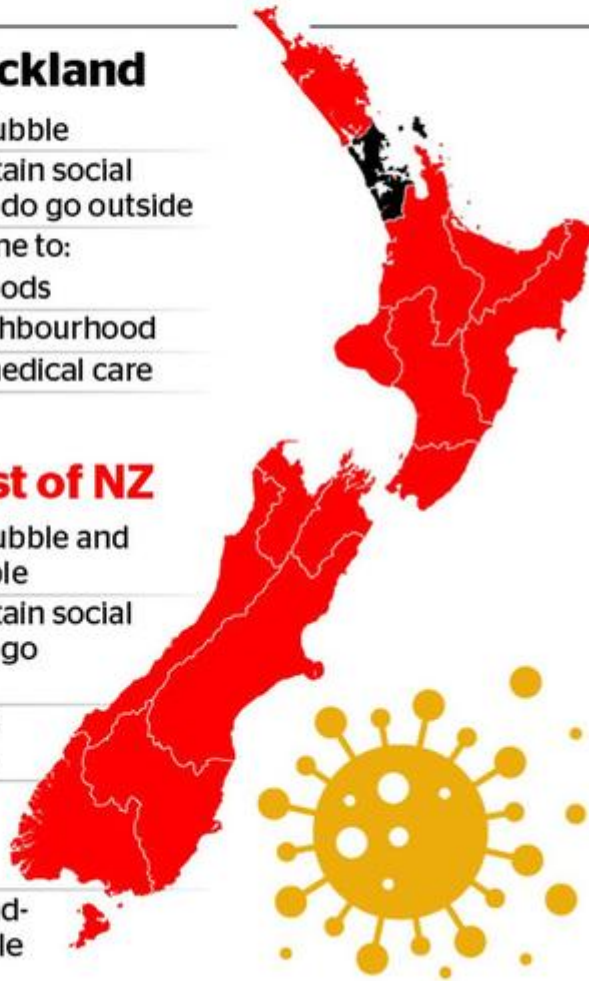 ckland
ubble
tain social
do go outside
ne to:
ods
hbourhood
edical care
st of NZ
ubble and
le
tain social
go
d-
le